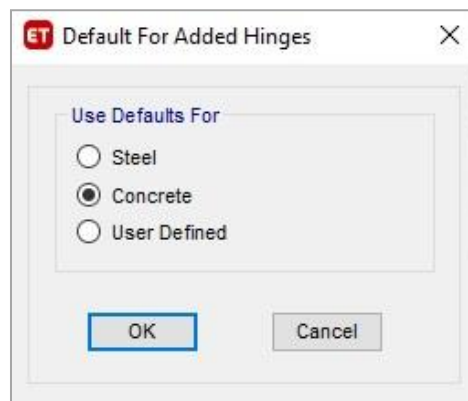 ET Default For Added Hinges
Use Defaults For
Steel
Concrete
User Defined
OK Cancel